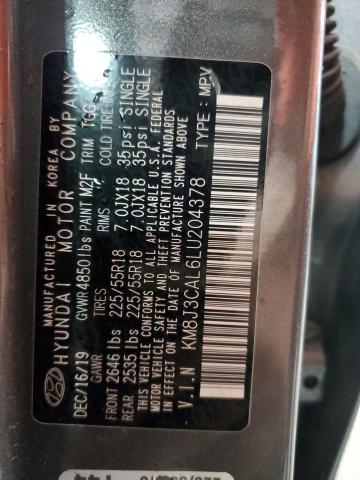 MANUFACTURED IN KOREA BY
HYUNDAI MOTOR COMPANY
DEC/16/19 GVWR 4850 lbs PAINT M2F TRIM TGG
GAWR TIRES RIMS COLD TIRE
FRONT 2646 lbs 225/55R18 7.0JX18 35psi SINGLE
REAR 2535 lbs 225/55R18 7.0JX18 35psi SINGLE
THIS VEHICLE CONFORMS TO ALL APPLICABLE U.S.A. FEDERAL
MOTOR VEHICLE SAFETY AND THEFT PREVENTION STANDARDS
IN EFFECT ON THE DATE OF MANUFACTURE SHOWN ABOVE.
V.I.N KM8J3CAL6LU204378 TYPE: MPV